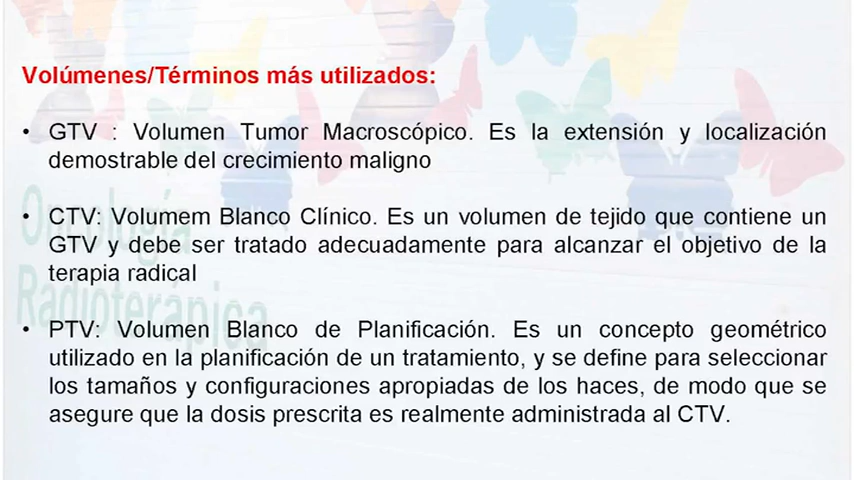 Volúmenes/Términos más utilizados:
• GTV : Volumen Tumor Macroscópico. Es la extensión y localización
demostrable del crecimiento maligno
• CTV: Volumem Blanco Clínico. Es un volumen de tejido que contiene un
GTV y debe ser tratado adecuadamente para alcanzar el objetivo de la
terapia radical
• PTV: Volumen Blanco de Planificación. Es un concepto geométrico
utilizado en la planificación de un tratamiento, y se define para seleccionar
los tamaños y configuraciones apropiadas de los haces, de modo que se
asegure que la dosis prescrita es realmente administrada al CTV.
Oncología
Radioterápica